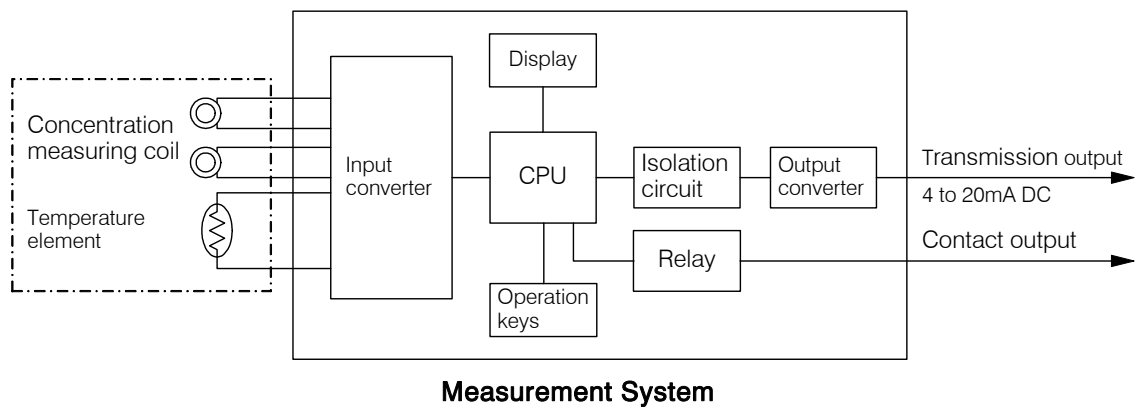 Concentration
measuring coil
Temperature
element
Input
converter
Display
CPU
Operation
keys
Isolation
circuit
Output
converter
Relay
Transmission output
4 to 20mA DC
Contact output
Measurement System